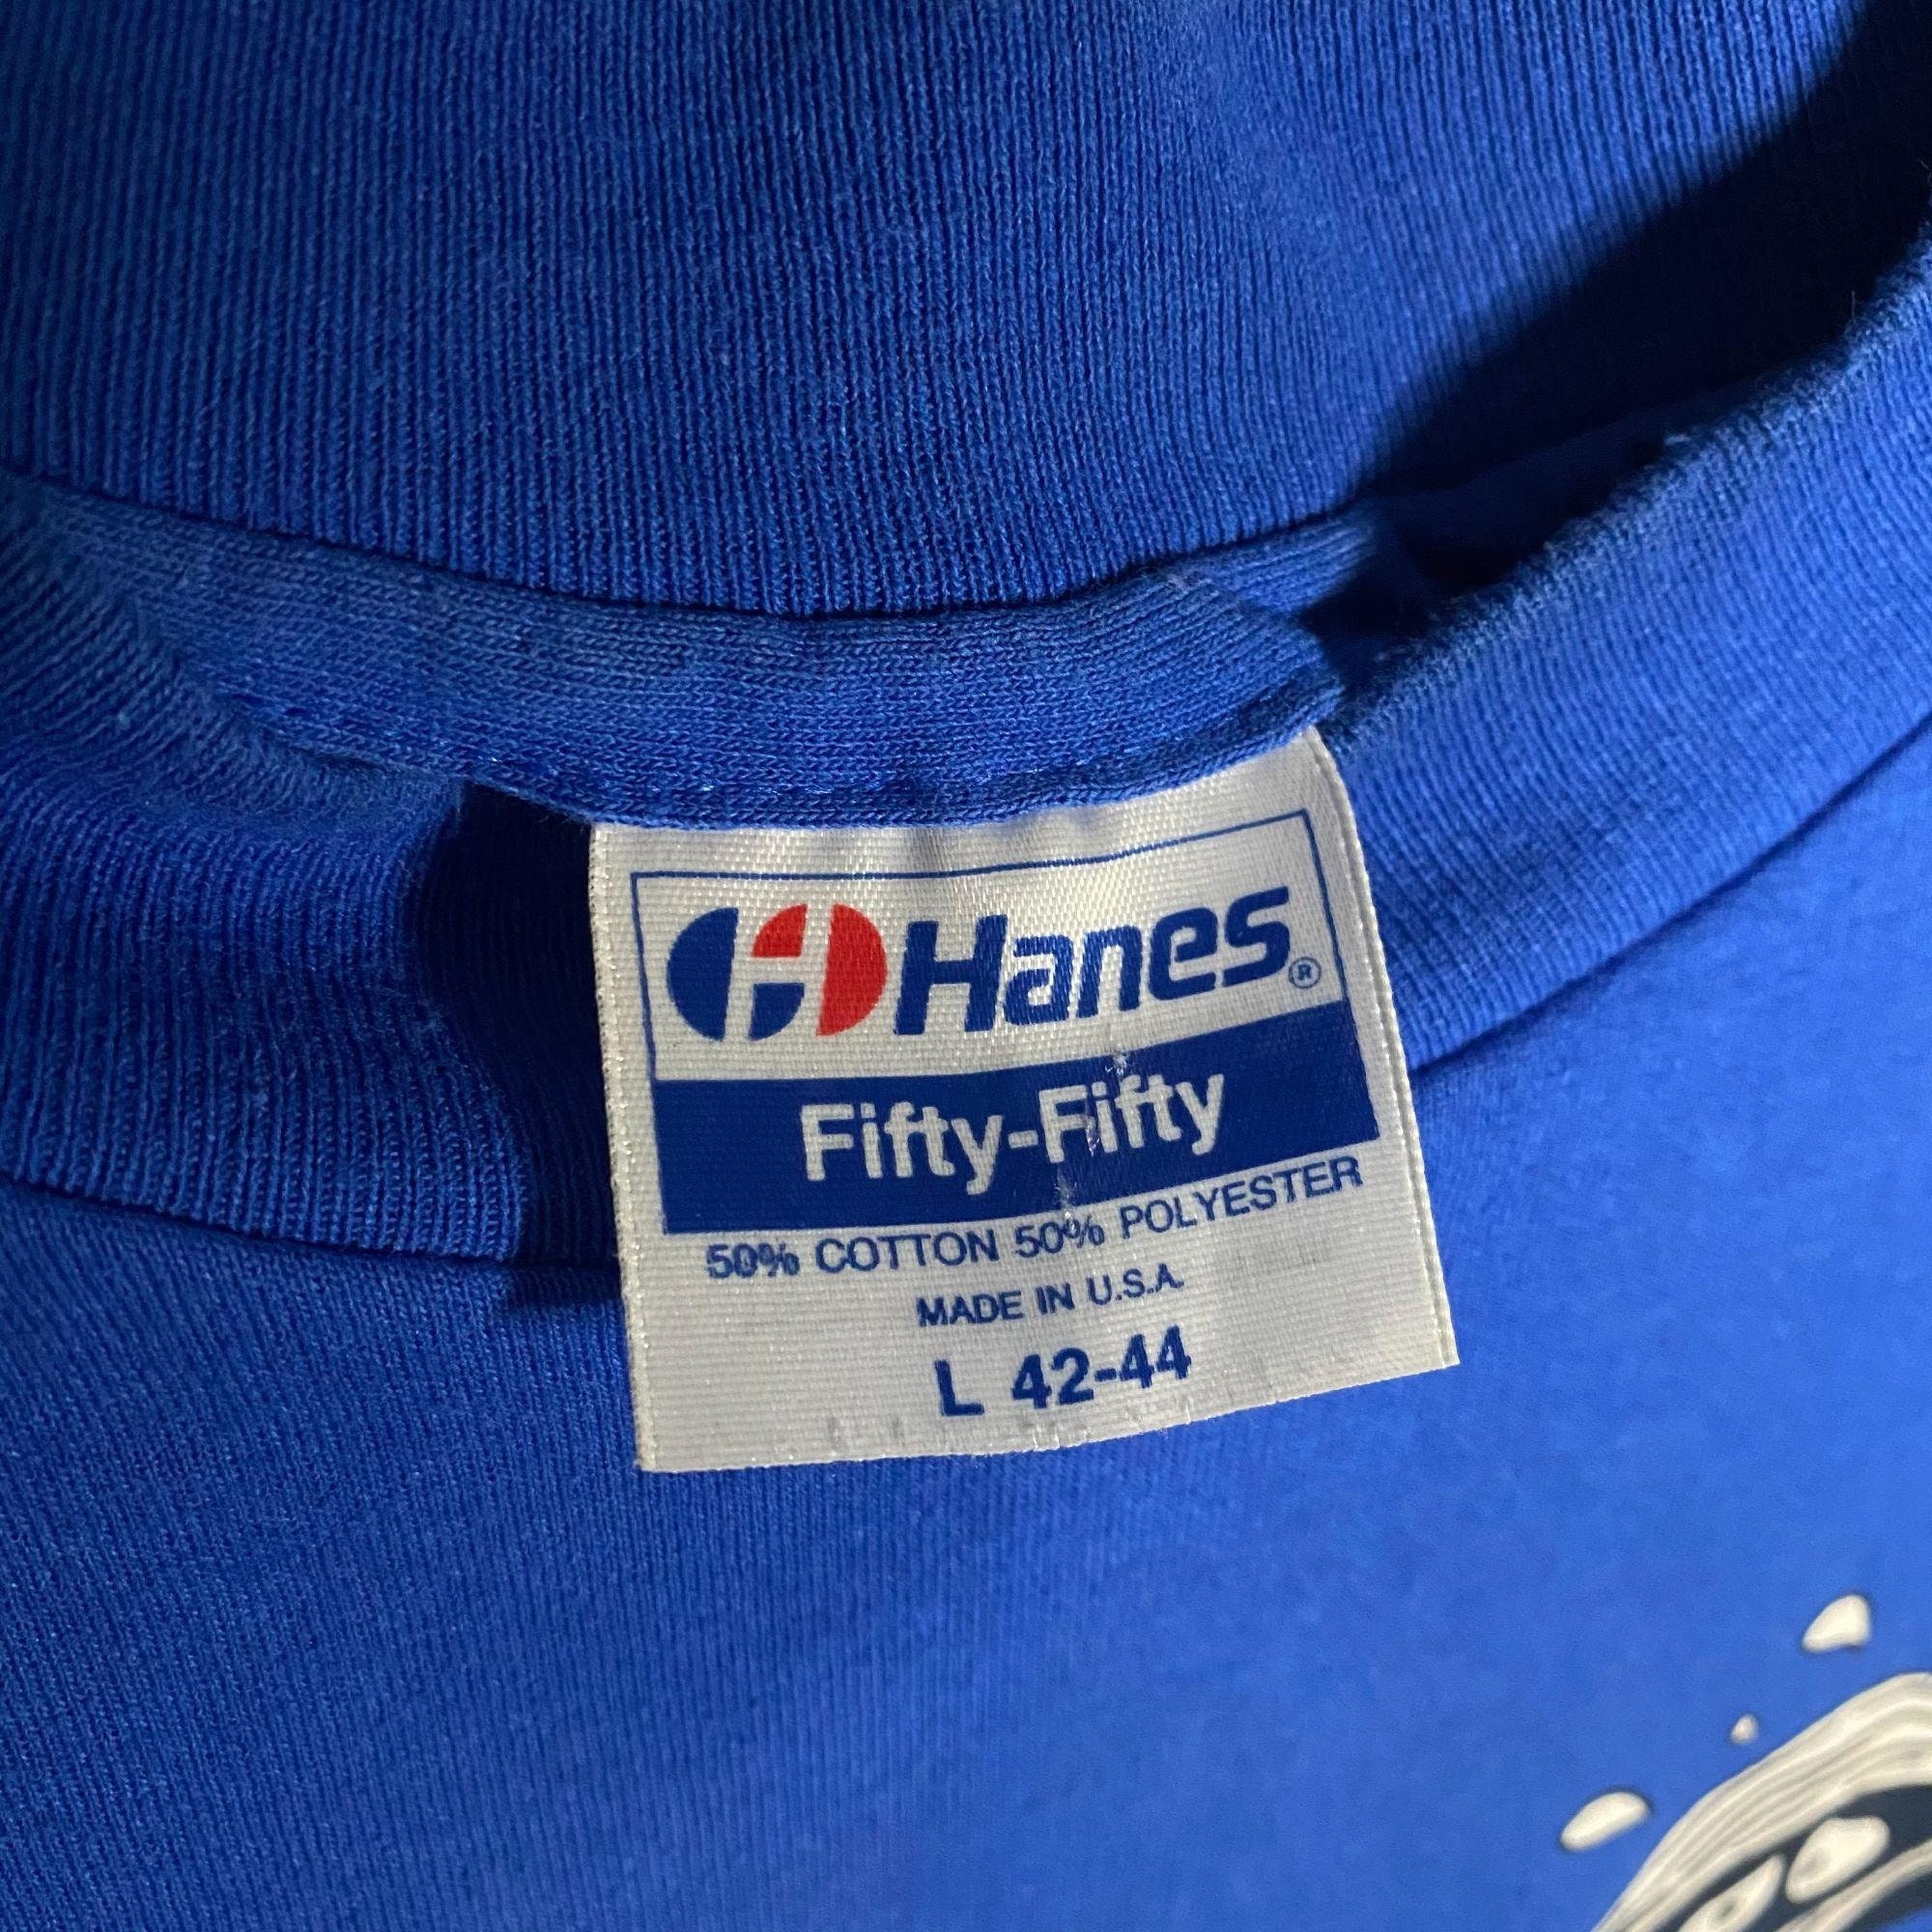 Hanes®
Fifty-Fifty
50% COTTON 50% POLYESTER
MADE IN U.S.A.
L 42-44